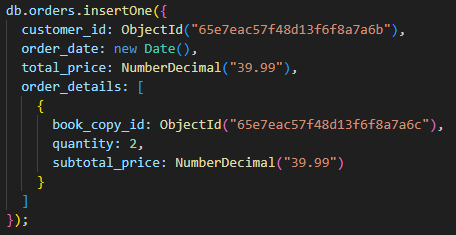 db.orders.insertOne({
  customer_id: ObjectId("65e7eac57f48d13f6f8a7a6b"),
  order_date: new Date(),
  total_price: NumberDecimal("39.99"),
  order_details: [
    {
      book_copy_id: ObjectId("65e7eac57f48d13f6f8a7a6c"),
      quantity: 2,
      subtotal_price: NumberDecimal("39.99")
    }
  ]
});